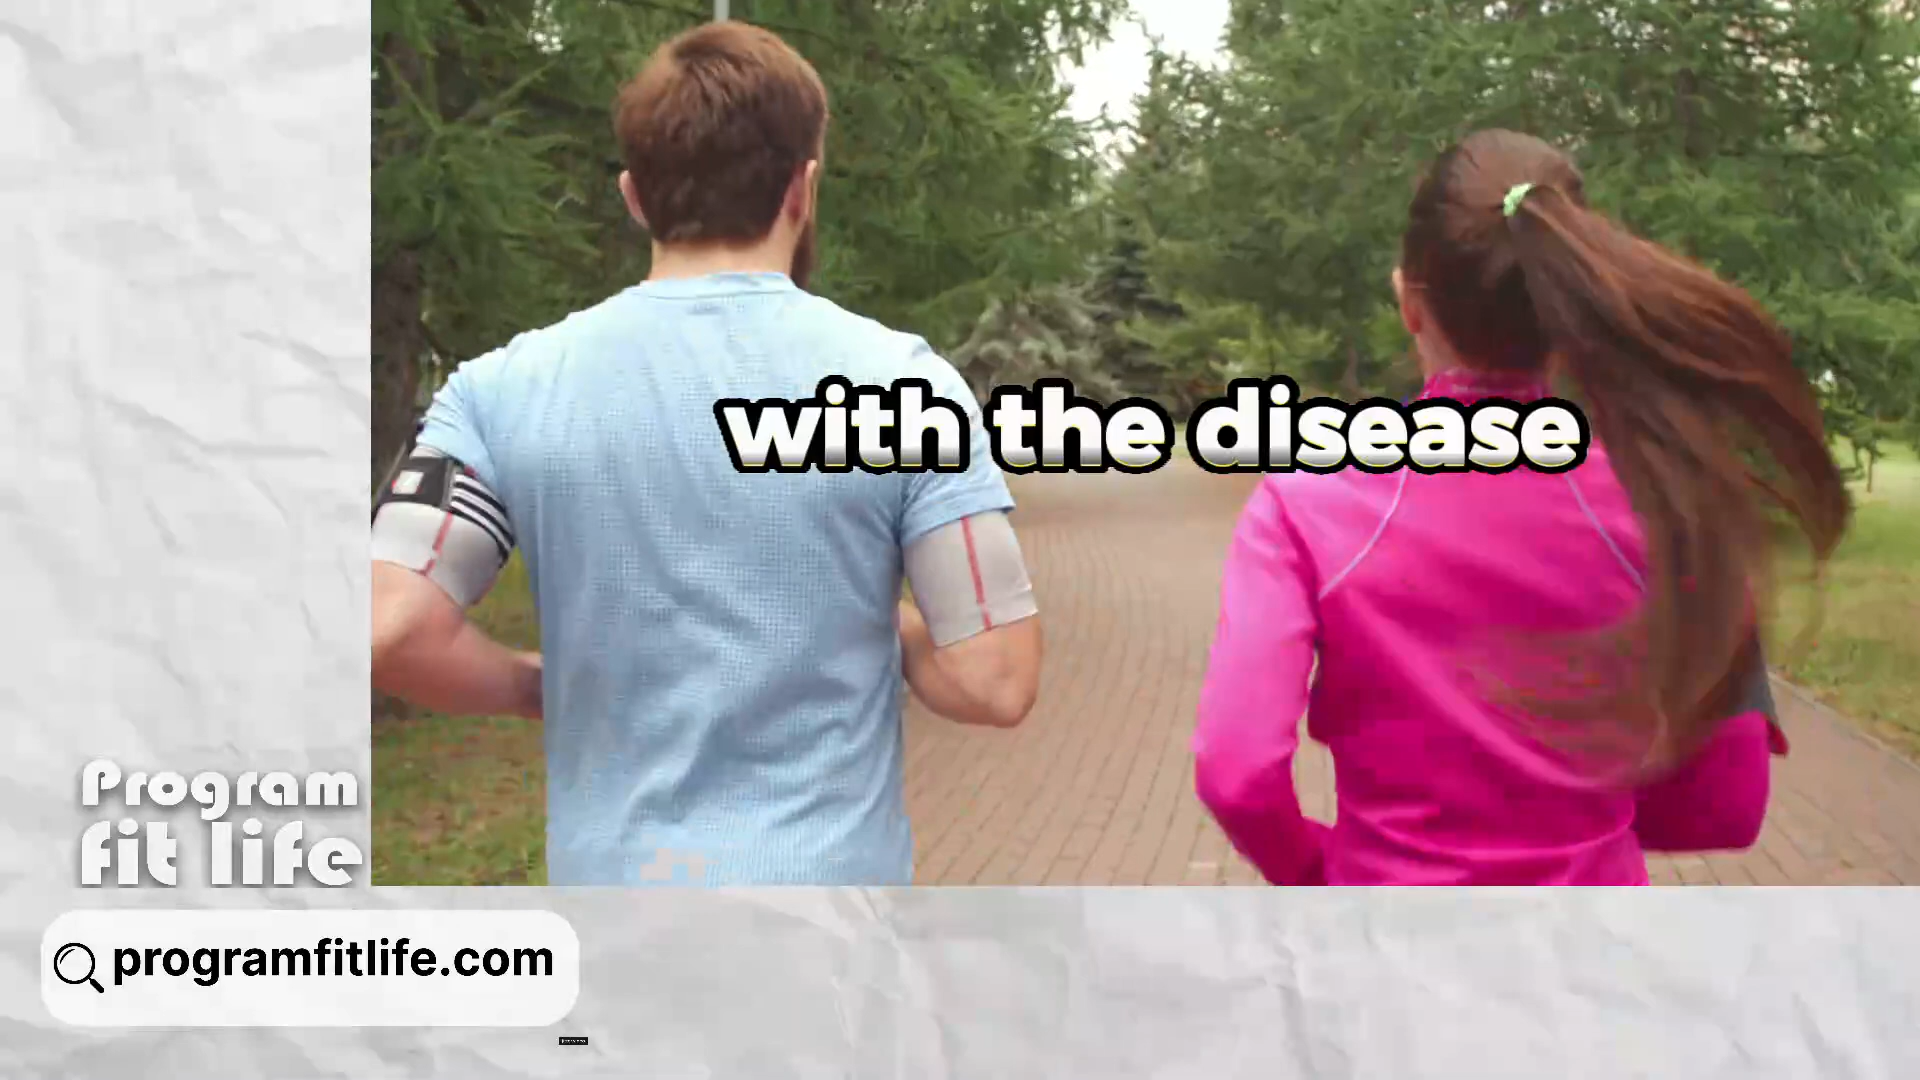 with the disease
Program
fit life
programfitlife.com